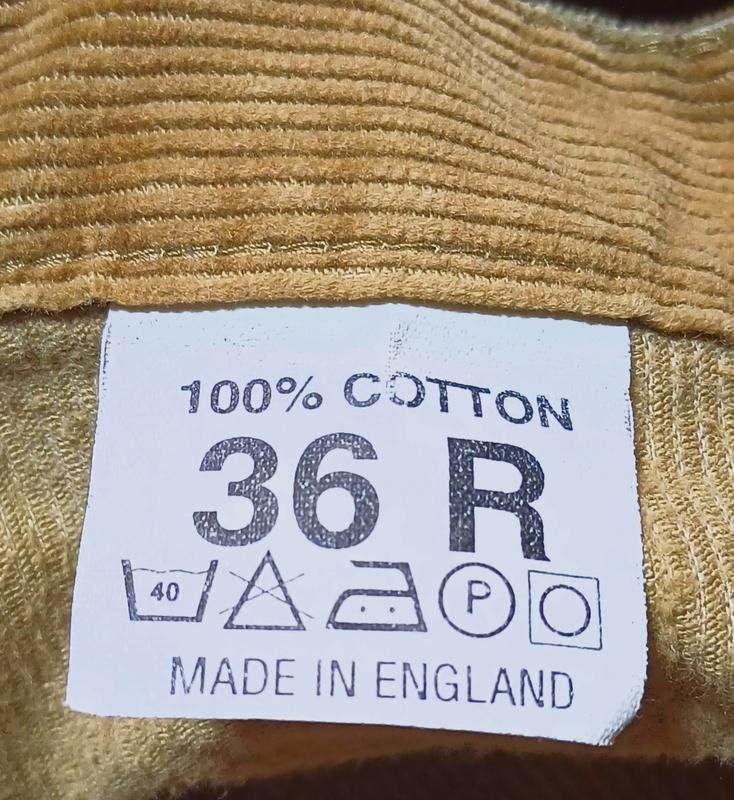 100% COTTON
36 R
40 P
MADE IN ENGLAND